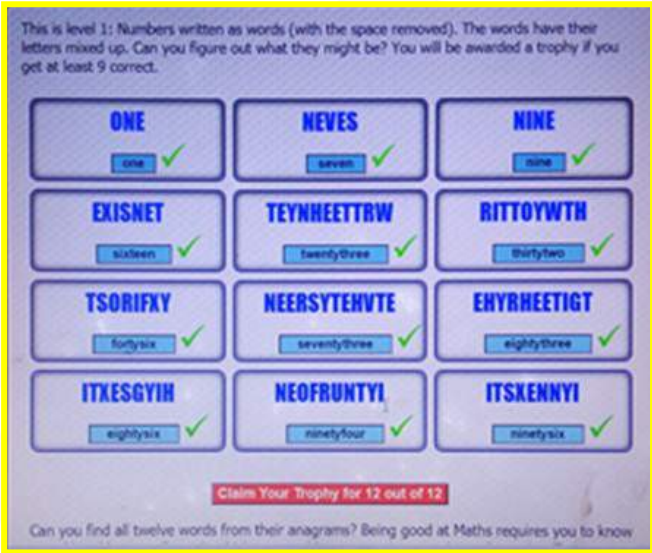 This is level 1: Numbers written as words (with the space removed). The words have their
letters mixed up. Can you figure out what they might be? You will be awarded a trophy if you
get at least 9 correct.
ONE NEVES NINE
one seven nine
EXISNET TEYNHEETTRW RITTOYWTH
sixteen twentythree thirtytwo
TSORIFXY NEERSYTEHVTE EHYRHEETIGT
fortysix seventythree eightythree
ITXESGYIH NEOFRUNTYI ITSXENNYI
eightysix ninetyfour ninetysix
Claim Your Trophy for 12 out of 12
Can you find all twelve words from their anagrams? Being good at Maths requires you to know